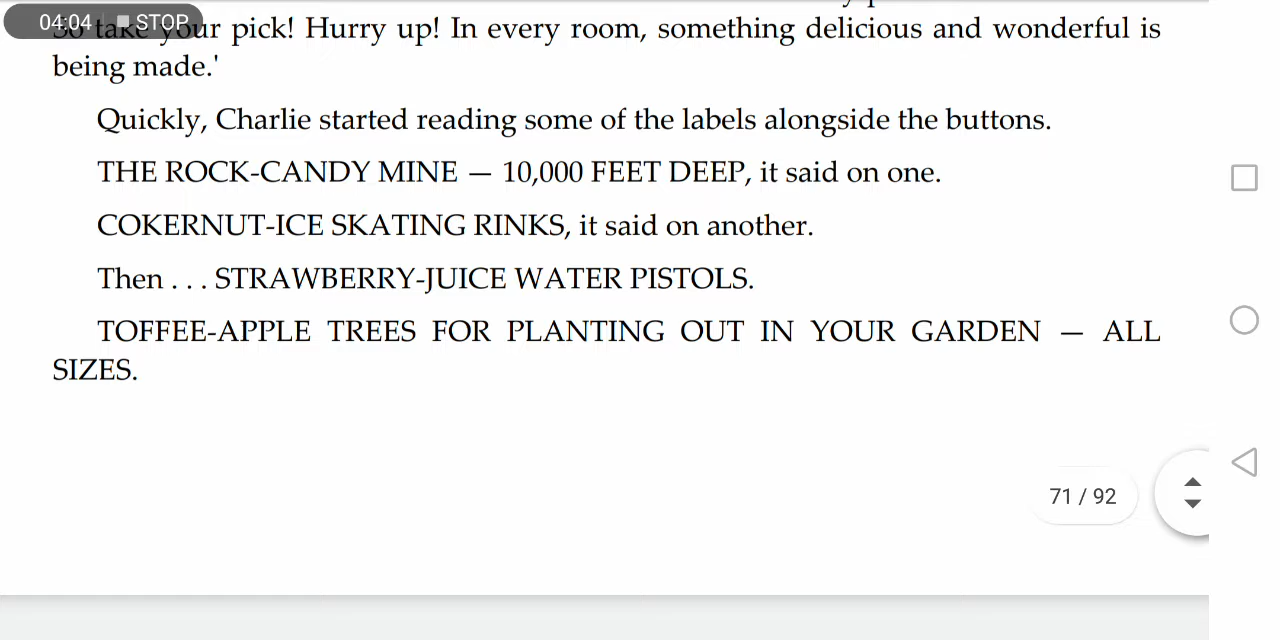 04:04 STOP
So take your pick! Hurry up! In every room, something delicious and wonderful is
being made.'
Quickly, Charlie started reading some of the labels alongside the buttons.
THE ROCK-CANDY MINE — 10,000 FEET DEEP, it said on one.
COKERNUT-ICE SKATING RINKS, it said on another.
Then . . . STRAWBERRY-JUICE WATER PISTOLS.
TOFFEE-APPLE TREES FOR PLANTING OUT IN YOUR GARDEN — ALL
SIZES.
71 / 92